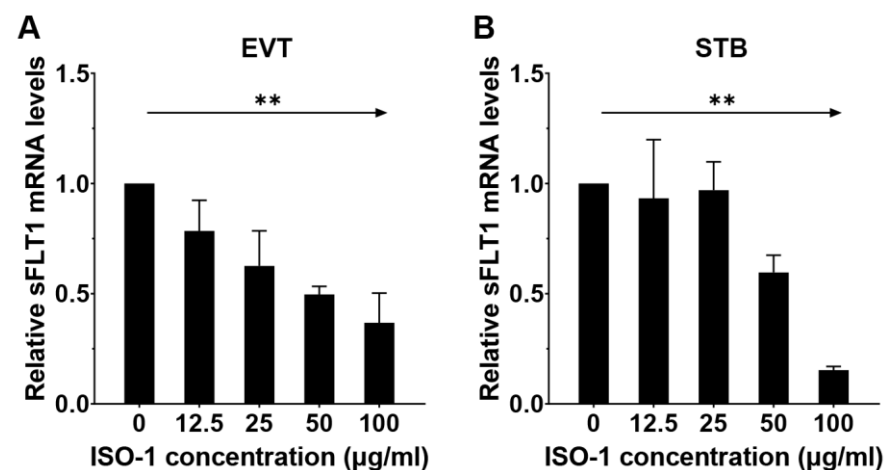 A
EVT
Relative sFLT1 mRNA levels
1.5
1.0
0.5
0.0
**
0 12.5 25 50 100
ISO-1 concentration (µg/ml)
B
STB
Relative sFLT1 mRNA levels
1.5
1.0
0.5
0.0
**
0 12.5 25 50 100
ISO-1 concentration (µg/ml)